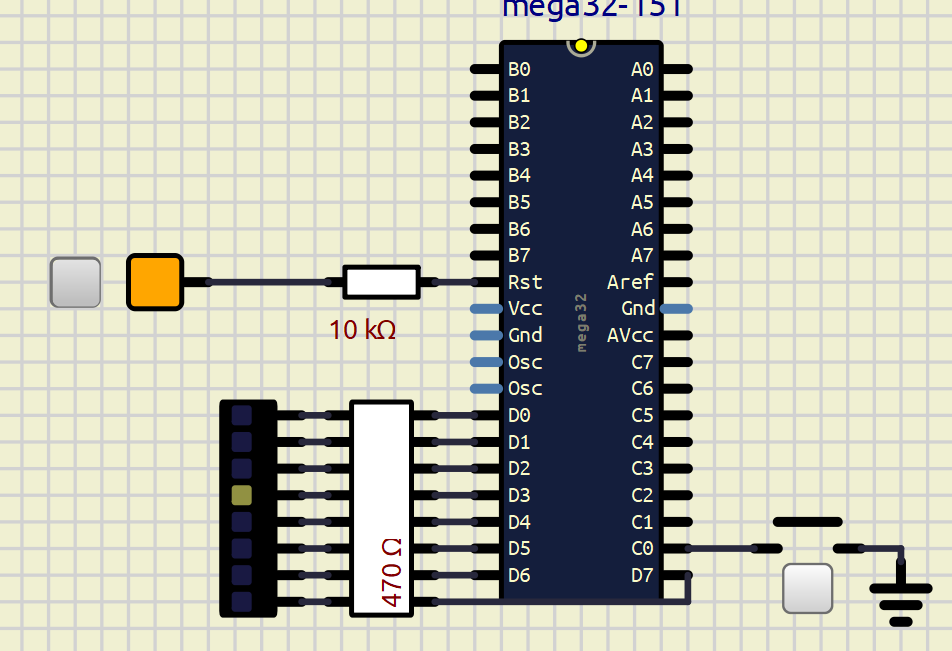 mega32-151
B0 A0
B1 A1
B2 A2
B3 A3
B4 A4
B5 A5
B6 A6
B7 A7
Rst Aref
Vcc Gnd
Gnd AVcc
Osc C7
Osc C6
D0 C5
D1 C4
D2 C3
D3 C2
D4 C1
D5 C0
D6 D7
mega32
10 kΩ
470 Ω